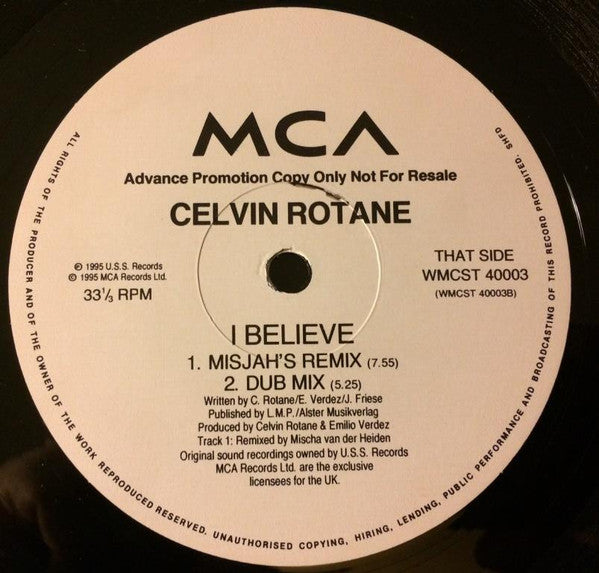 MCA
Advance Promotion Copy Only Not For Resale
CELVIN ROTANE
℗ 1995 U.S.S. Records
© 1995 MCA Records Ltd.
33⅓ RPM
THAT SIDE
WMCST 40003
(WMCST 40003B)
I BELIEVE
1. MISJAH'S REMIX (7.55)
2. DUB MIX (5.25)
Written by C. Rotane/E. Verdez/J. Friese
Published by L.M.P./Alster Musikverlag
Produced by Celvin Rotane & Emilio Verdez
Track 1: Remixed by Mischa van der Heiden
Original sound recordings owned by U.S.S. Records
MCA Records Ltd. are the exclusive
licensees for the UK.
ALL RIGHTS OF THE PRODUCER AND OF THE OWNER OF THE WORK REPRODUCED RESERVED. UNAUTHORISED COPYING, HIRING, LENDING, PUBLIC PERFORMANCE AND BROADCASTING OF THIS RECORD PROHIBITED. SHFD